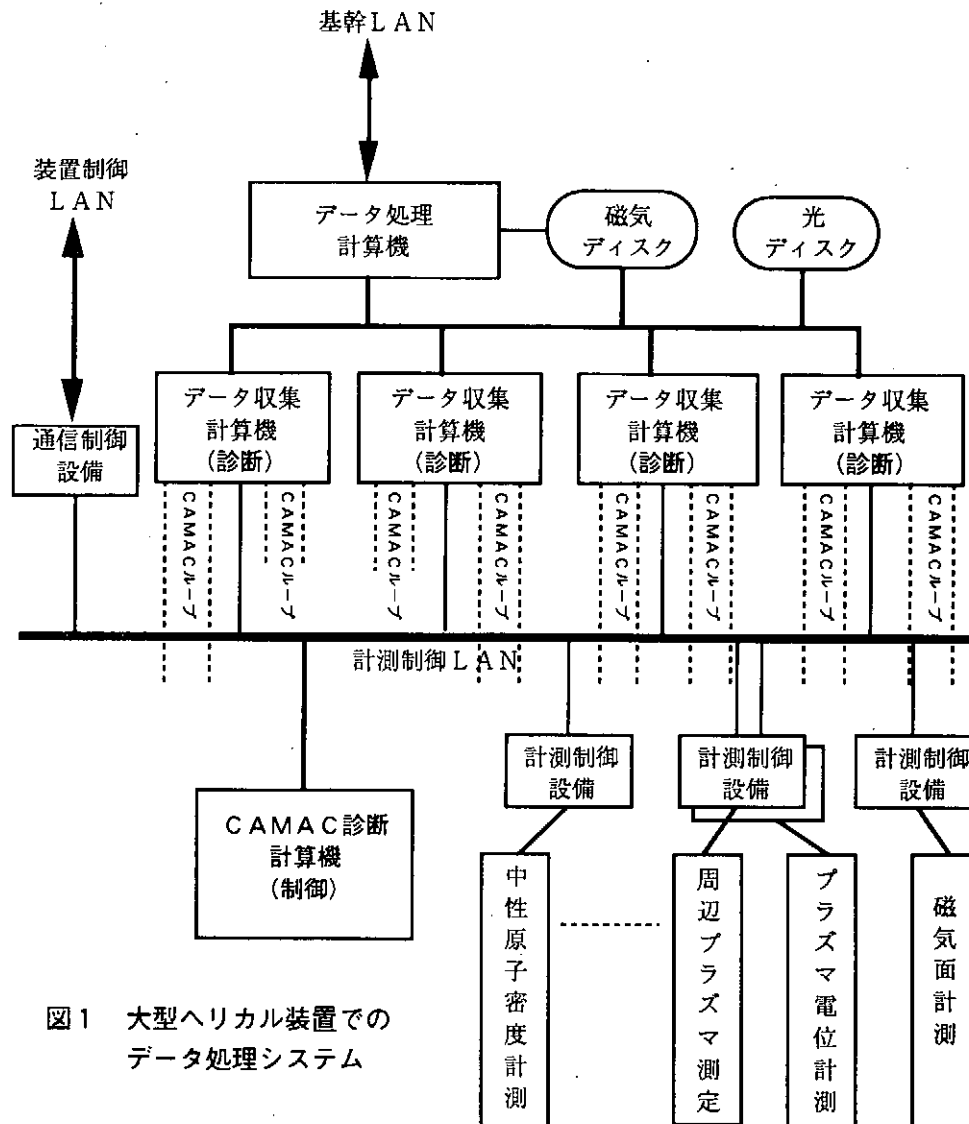 基幹LAN
装置制御
LAN
データ処理
計算機
磁気
ディスク
光
ディスク
通信制御
設備
データ収集
計算機
(診断)
データ収集
計算機
(診断)
データ収集
計算機
(診断)
データ収集
計算機
(診断)
CAMACループ
CAMACループ
CAMACループ
CAMACループ
CAMACループ
CAMACループ
CAMACループ
CAMACループ
計測制御LAN
計測制御
設備
計測制御
設備
計測制御
設備
CAMAC診断
計算機
(制御)
中性原子密度計測
周辺プラズマ測定
プラズマ電位計測
磁気面計測
図1 大型ヘリカル装置での
データ処理システム